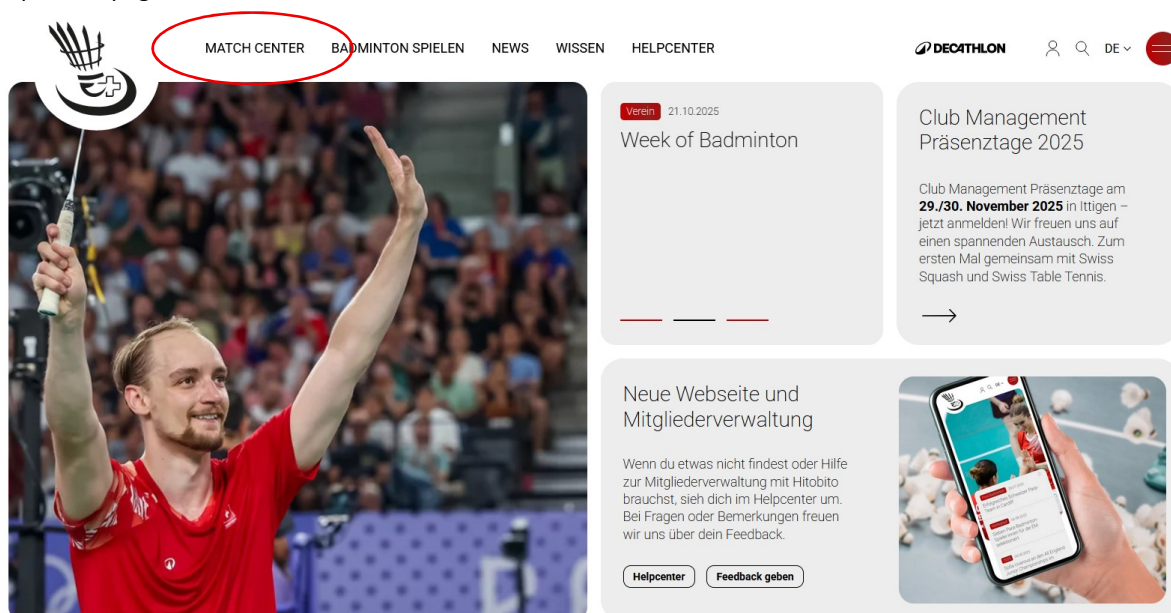 MATCH CENTER BADMINTON SPIELEN NEWS WISSEN HELPCENTER DECATHLON DE
Verein 21.10.2025
Week of Badminton
Club Management
Präsenztage 2025
Club Management Präsenztage am
29./30. November 2025 in Ittigen –
jetzt anmelden! Wir freuen uns auf
einen spannenden Austausch. Zum
ersten Mal gemeinsam mit Swiss
Squash und Swiss Table Tennis.
Neue Webseite und
Mitgliederverwaltung
Wenn du etwas nicht findest oder Hilfe
zur Mitgliederverwaltung mit Hitobito
brauchst, sieh dich im Helpcenter um.
Bei Fragen oder Bemerkungen freuen
wir uns über dein Feedback.
Helpcenter Feedback geben